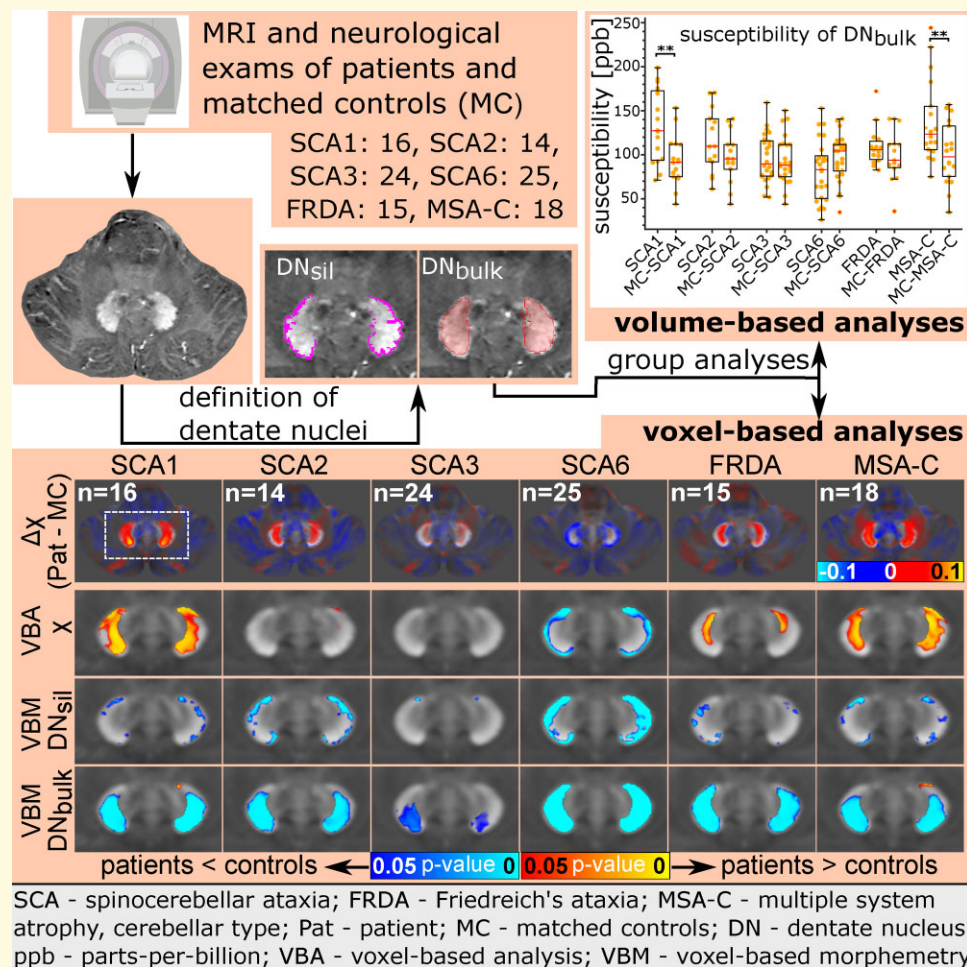 MRI and neurological
exams of patients and
matched controls (MC)
SCA1: 16, SCA2: 14,
SCA3: 24, SCA6: 25,
FRDA: 15, MSA-C: 18
susceptibility [ppb]
250
200
150
100
50
susceptibility of DNbulk
**
**
SCA1
MC-SCA1
SCA2
MC-SCA2
SCA3
MC-SCA3
SCA6
MC-SCA6
FRDA
MC-FRDA
MSA-C
MC-MSA-C
volume-based analyses
DNsil
DNbulk
group analyses
definition of
dentate nuclei
voxel-based analyses
SCA1 SCA2 SCA3 SCA6 FRDA MSA-C
Δχ
(Pat - MC)
n=16 n=14 n=24 n=25 n=15 n=18
-0.1 0 0.1
VBA
χ
VBM
DNsil
VBM
DNbulk
patients < controls 0.05 p-value 0 0.05 p-value 0 patients > controls
SCA - spinocerebellar ataxia; FRDA - Friedreich's ataxia; MSA-C - multiple system
atrophy, cerebellar type; Pat - patient; MC - matched controls; DN - dentate nucleus
ppb - parts-per-billion; VBA - voxel-based analysis; VBM - voxel-based morphemetry